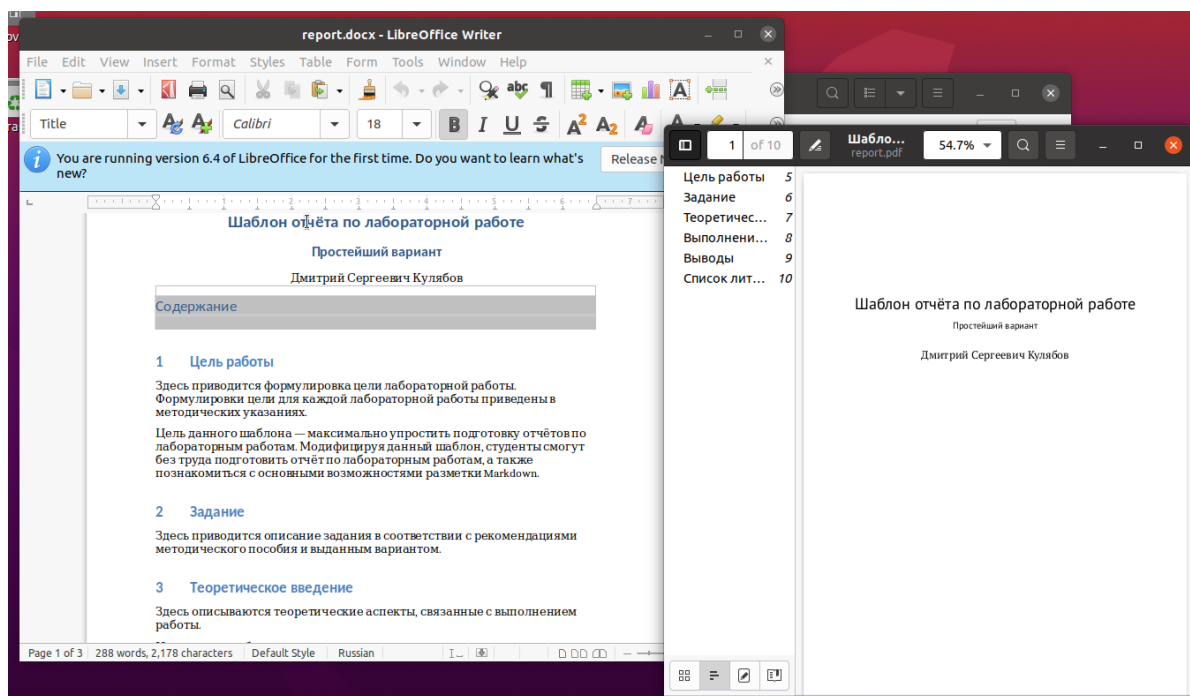 report.docx - LibreOffice Writer
File Edit View Insert Format Styles Table Form Tools Window Help
Title Calibri 18
You are running version 6.4 of LibreOffice for the first time. Do you want to learn what's new?
Release
Шаблон отчёта по лабораторной работе
Простейший вариант
Дмитрий Сергеевич Кулябов
Содержание
1 Цель работы
Здесь приводится формулировка цели лабораторной работы.
Формулировки цели для каждой лабораторной работы приведены в
методических указаниях.
Цель данного шаблона — максимально упростить подготовку отчётов по
лабораторным работам. Модифицируя данный шаблон, студенты смогут
без труда подготовить отчёт по лабораторным работам, а также
познакомиться с основными возможностями разметки Markdown.
2 Задание
Здесь приводится описание задания в соответствии с рекомендациями
методического пособия и выданным вариантом.
3 Теоретическое введение
Здесь описываются теоретические аспекты, связанные с выполнением
работы.
Page 1 of 3 288 words, 2,178 characters Default Style Russian
1 of 10 Шабло... 54.7%
report.pdf
Цель работы 5
Задание 6
Теоретичес... 7
Выполнени... 8
Выводы 9
Список лит... 10
Шаблон отчёта по лабораторной работе
Простейший вариант
Дмитрий Сергеевич Кулябов